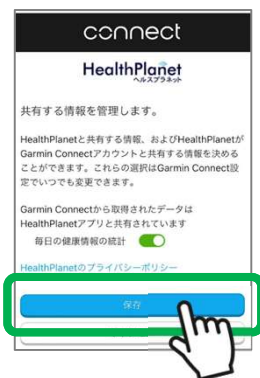 connect
HealthPlanet
ヘルスプラネット
共有する情報を管理します。
HealthPlanetと共有する情報、およびHealthPlanetが
Garmin Connectアカウントと共有する情報を決める
ことができます。これらの選択はGarmin Connect設
定でいつでも変更できます。
Garmin Connectから取得されたデータは
HealthPlanetアプリと共有されています
毎日の健康情報の統計
HealthPlanetのプライバシーポリシー
保存